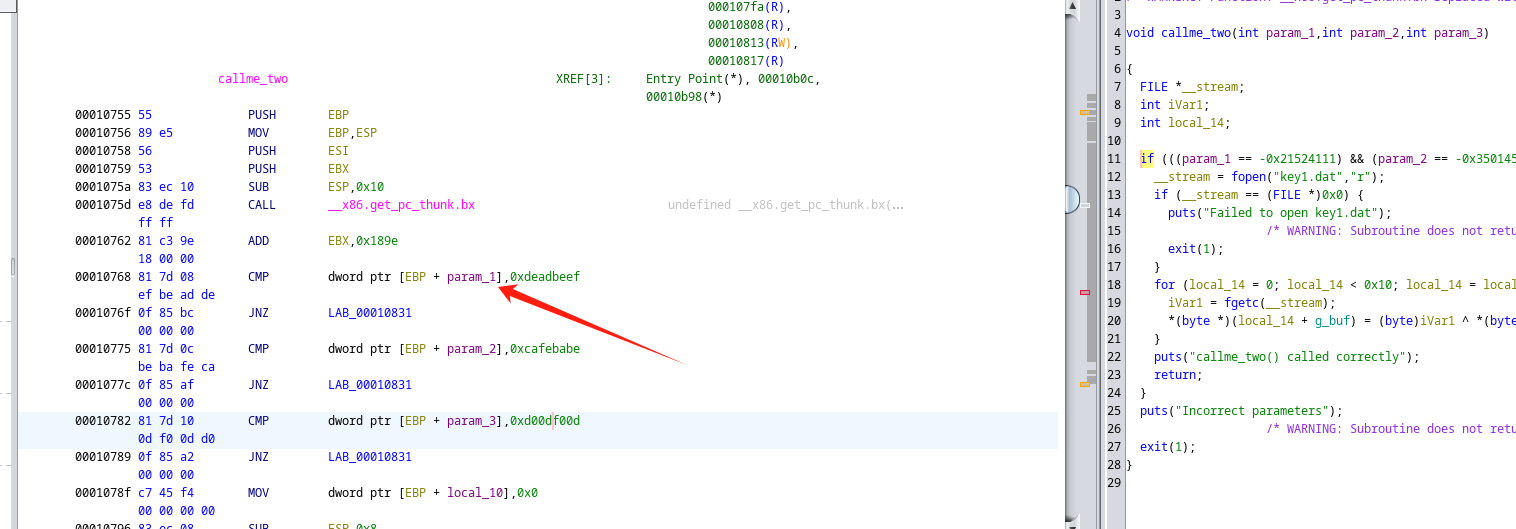 000107fa(R),
00010808(R),
00010813(RW),
00010817(R)
callme_two XREF[3]: Entry Point(*), 00010b0c,
00010b98(*)
00010755 55 PUSH EBP
00010756 89 e5 MOV EBP,ESP
00010758 56 PUSH ESI
00010759 53 PUSH EBX
0001075a 83 ec 10 SUB ESP,0x10
0001075d e8 de fd CALL __x86.get_pc_thunk.bx undefined __x86.get_pc_thunk.bx(...
ff ff
00010762 81 c3 9e ADD EBX,0x189e
18 00 00
00010768 81 7d 08 CMP dword ptr [EBP + param_1],0xdeadbeef
ef be ad de
0001076f 0f 85 bc JNZ LAB_00010831
00 00 00
00010775 81 7d 0c CMP dword ptr [EBP + param_2],0xcafebabe
be ba fe ca
0001077c 0f 85 af JNZ LAB_00010831
00 00 00
00010782 81 7d 10 CMP dword ptr [EBP + param_3],0xd00df00d
0d f0 0d d0
00010789 0f 85 a2 JNZ LAB_00010831
00 00 00
0001078f c7 45 f4 MOV dword ptr [EBP + local_10],0x0
00 00 00 00
00010796 83 ec 08 SUB ESP,0x8
3
4 void callme_two(int param_1,int param_2,int param_3)
5
6 {
7 FILE *__stream;
8 int iVar1;
9 int local_14;
10
11 if (((param_1 == -0x21524111) && (param_2 == -0x350145
12 __stream = fopen("key1.dat","r");
13 if (__stream == (FILE *)0x0) {
14 puts("Failed to open key1.dat");
15 /* WARNING: Subroutine does not retu
16 exit(1);
17 }
18 for (local_14 = 0; local_14 < 0x10; local_14 = local
19 iVar1 = fgetc(__stream);
20 *(byte *)(local_14 + g_buf) = (byte)iVar1 ^ *(byte
21 }
22 puts("callme_two() called correctly");
23 return;
24 }
25 puts("Incorrect parameters");
26 /* WARNING: Subroutine does not retu
27 exit(1);
28 }
29